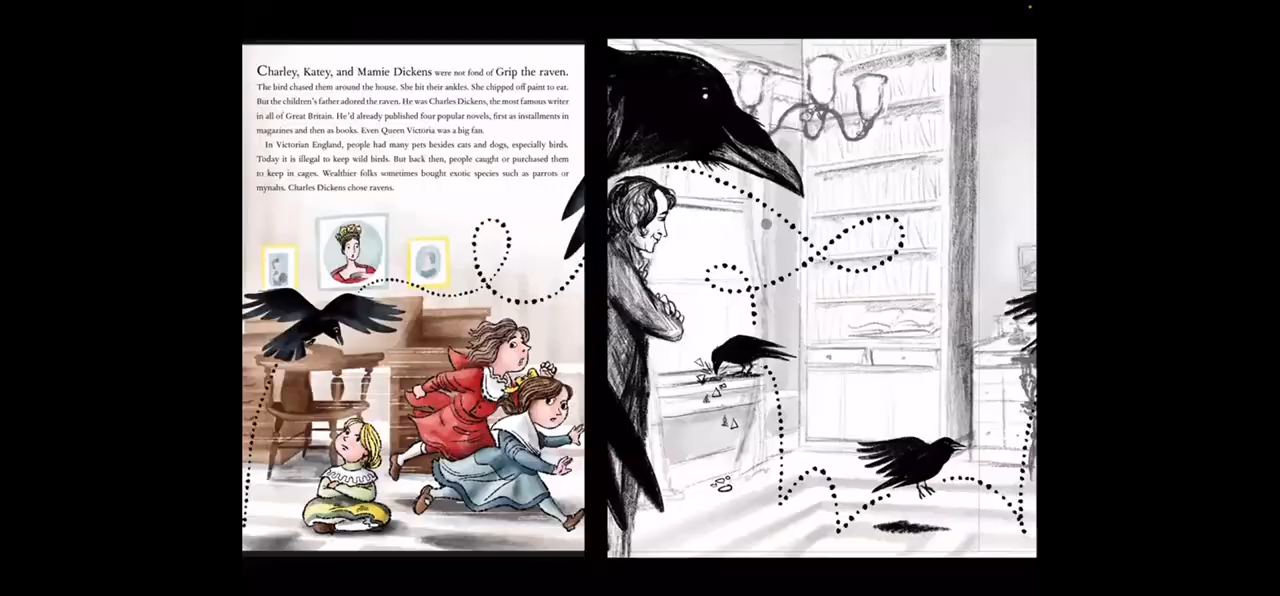 Charley, Katey, and Mamie Dickens were not fond of Grip the raven.
The bird chased them around the house. She bit their ankles. She chipped off paint to eat.
But the children's father adored the raven. He was Charles Dickens, the most famous writer
in all of Great Britain. He'd already published four popular novels, first as installments in
magazines and then as books. Even Queen Victoria was a big fan.
In Victorian England, people had many pets besides cats and dogs, especially birds.
Today it is illegal to keep wild birds. But back then, people caught or purchased them
to keep in cages. Wealthier folks sometimes bought exotic species such as parrots or
mynahs. Charles Dickens chose ravens.